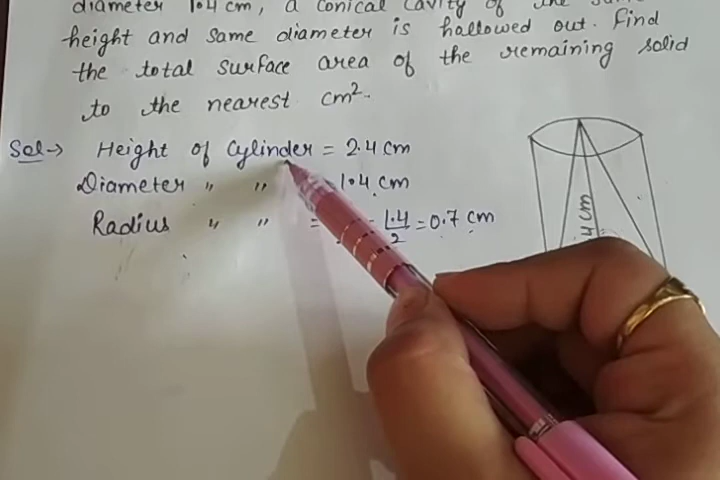 diameter 1.4 cm, a conical cavity of the same
height and same diameter is hallowed out. Find
the total surface area of the remaining solid
to the nearest cm².
Sol→ Height of Cylinder = 2.4 cm
Diameter " " 1.4 cm
Radius " " = 1.4/2 = 0.7 cm
4 cm